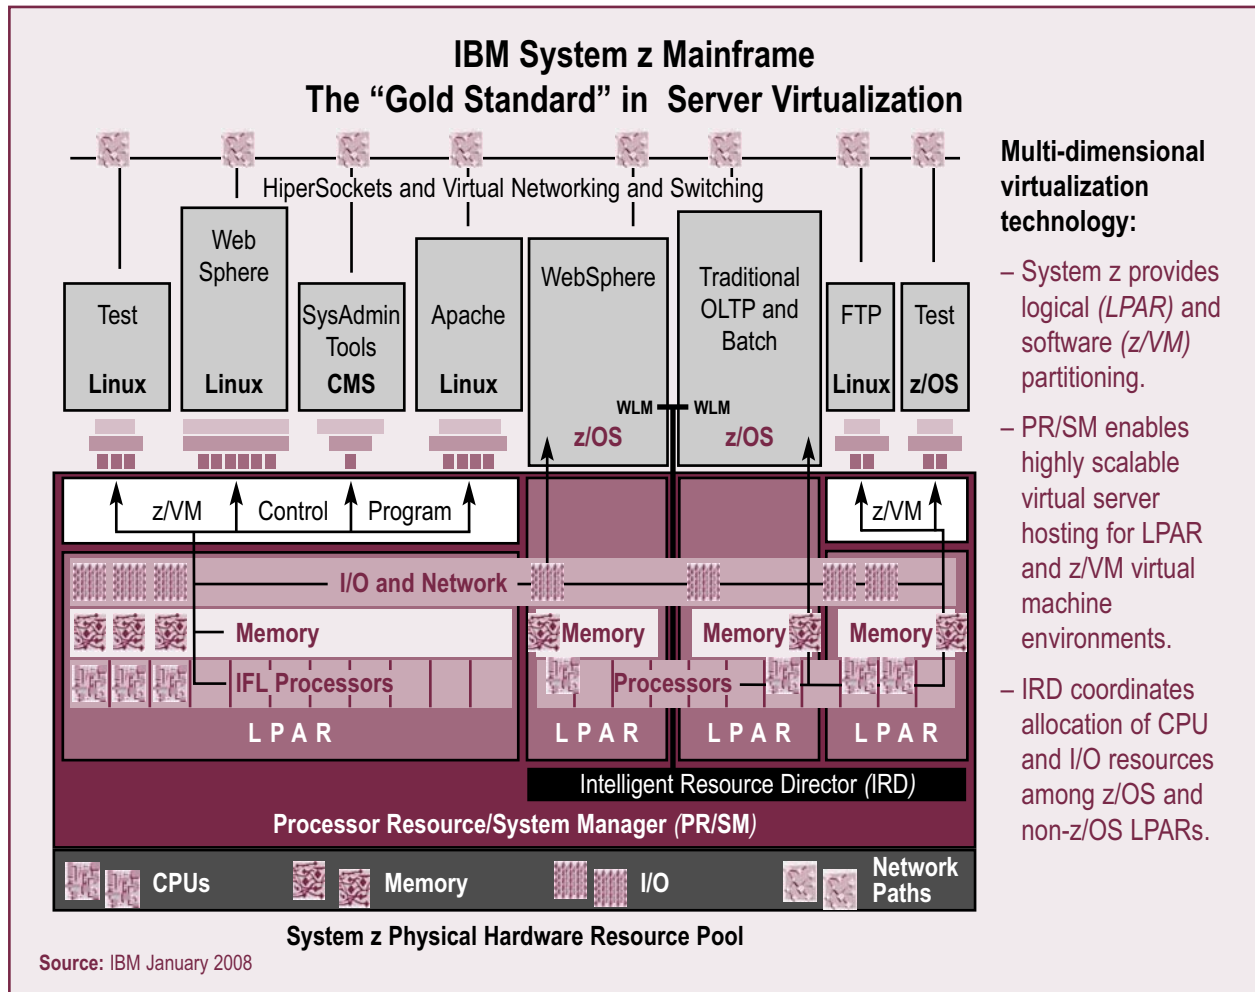 IBM System z Mainframe
The “Gold Standard” in Server Virtualization
HiperSockets and Virtual Networking and Switching
Test
Linux
Web
Sphere
Linux
SysAdmin
Tools
CMS
Apache
Linux
WebSphere
WLM
z/OS
Traditional
OLTP and
Batch
WLM
z/OS
FTP
Linux
Test
z/OS
z/VM Control Program
z/VM
I/O and Network
Memory
Memory
Memory
Memory
IFL Processors
Processors
LPAR
LPAR
LPAR
LPAR
Intelligent Resource Director (IRD)
Processor Resource/System Manager (PR/SM)
CPUs
Memory
I/O
Network
Paths
System z Physical Hardware Resource Pool
Source: IBM January 2008
Multi-dimensional
virtualization
technology:
– System z provides
logical (LPAR) and
software (z/VM)
partitioning.
– PR/SM enables
highly scalable
virtual server
hosting for LPAR
and z/VM virtual
machine
environments.
– IRD coordinates
allocation of CPU
and I/O resources
among z/OS and
non-z/OS LPARs.